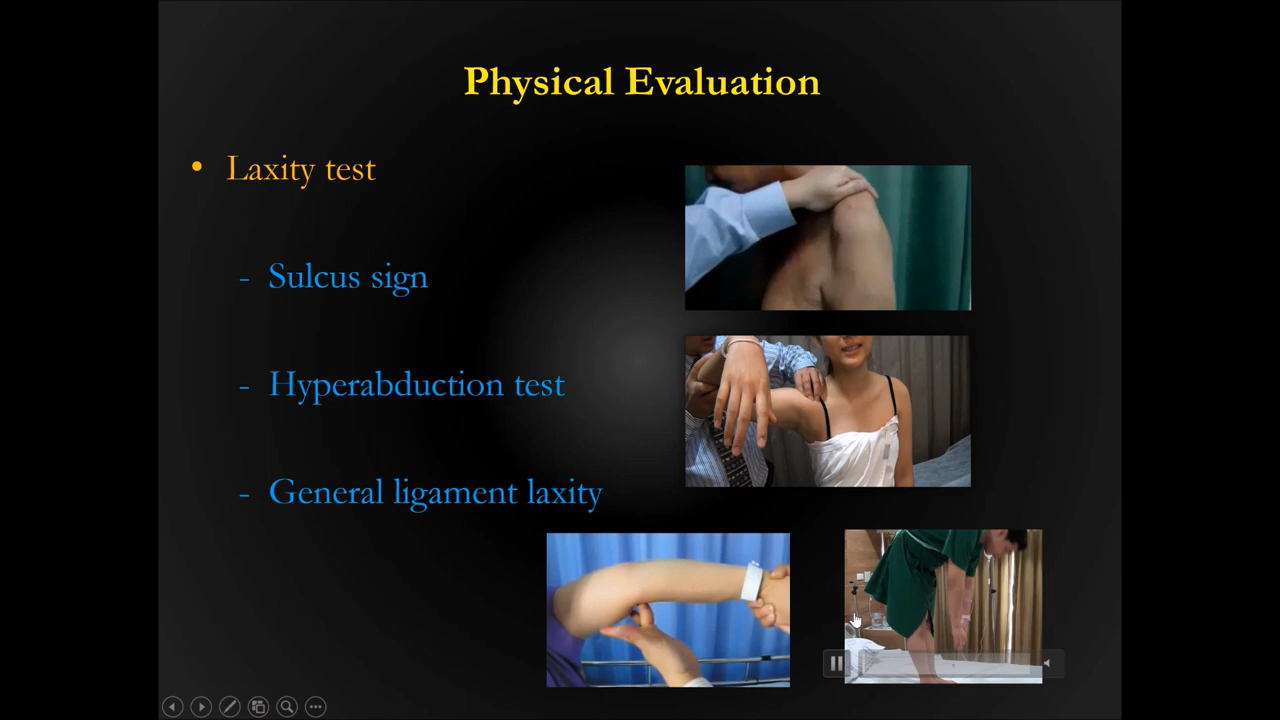 Physical Evaluation
• Laxity test
- Sulcus sign
- Hyperabduction test
- General ligament laxity